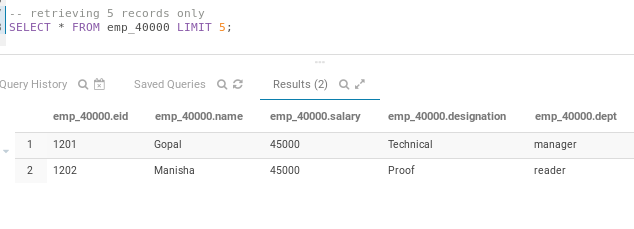 -- retrieving 5 records only
SELECT * FROM emp_40000 LIMIT 5;
Query History Saved Queries Results (2)
emp_40000.eid emp_40000.name emp_40000.salary emp_40000.designation emp_40000.dept
1 1201 Gopal 45000 Technical manager
2 1202 Manisha 45000 Proof reader